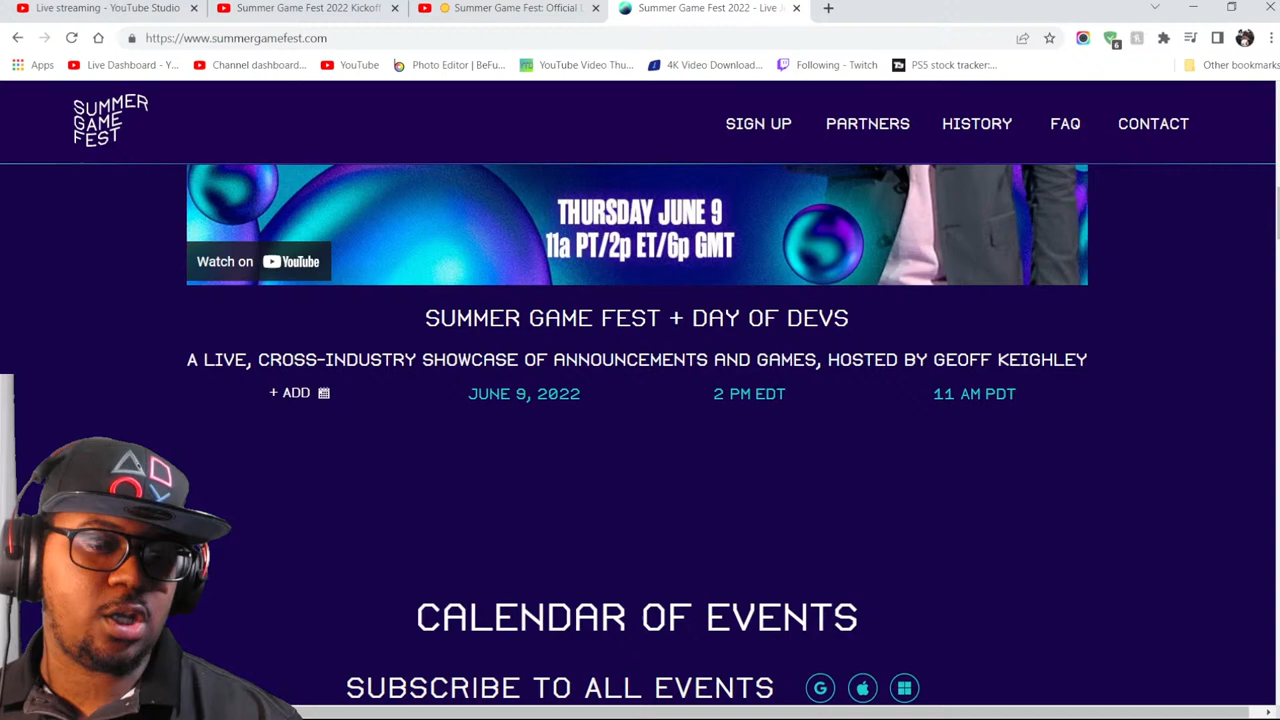 Live streaming - YouTube Studio
Summer Game Fest 2022 Kickoff
Summer Game Fest: Official
Summer Game Fest 2022 - Live
https://www.summergamefest.com
6
Apps
Live Dashboard - Y...
Channel dashboard...
YouTube
Photo Editor | BeFu...
YouTube Video Thu...
4K Video Download...
Following - Twitch
PS5 stock tracker:...
Other bookmarks
SUMMER
GAME
FEST
SIGN UP
PARTNERS
HISTORY
FAQ
CONTACT
THURSDAY JUNE 9
11a PT/2p ET/6p GMT
Watch on YouTube
SUMMER GAME FEST + DAY OF DEVS
A LIVE, CROSS-INDUSTRY SHOWCASE OF ANNOUNCEMENTS AND GAMES, HOSTED BY GEOFF KEIGHLEY
+ ADD
JUNE 9, 2022
2 PM EDT
11 AM PDT
CALENDAR OF EVENTS
SUBSCRIBE TO ALL EVENTS